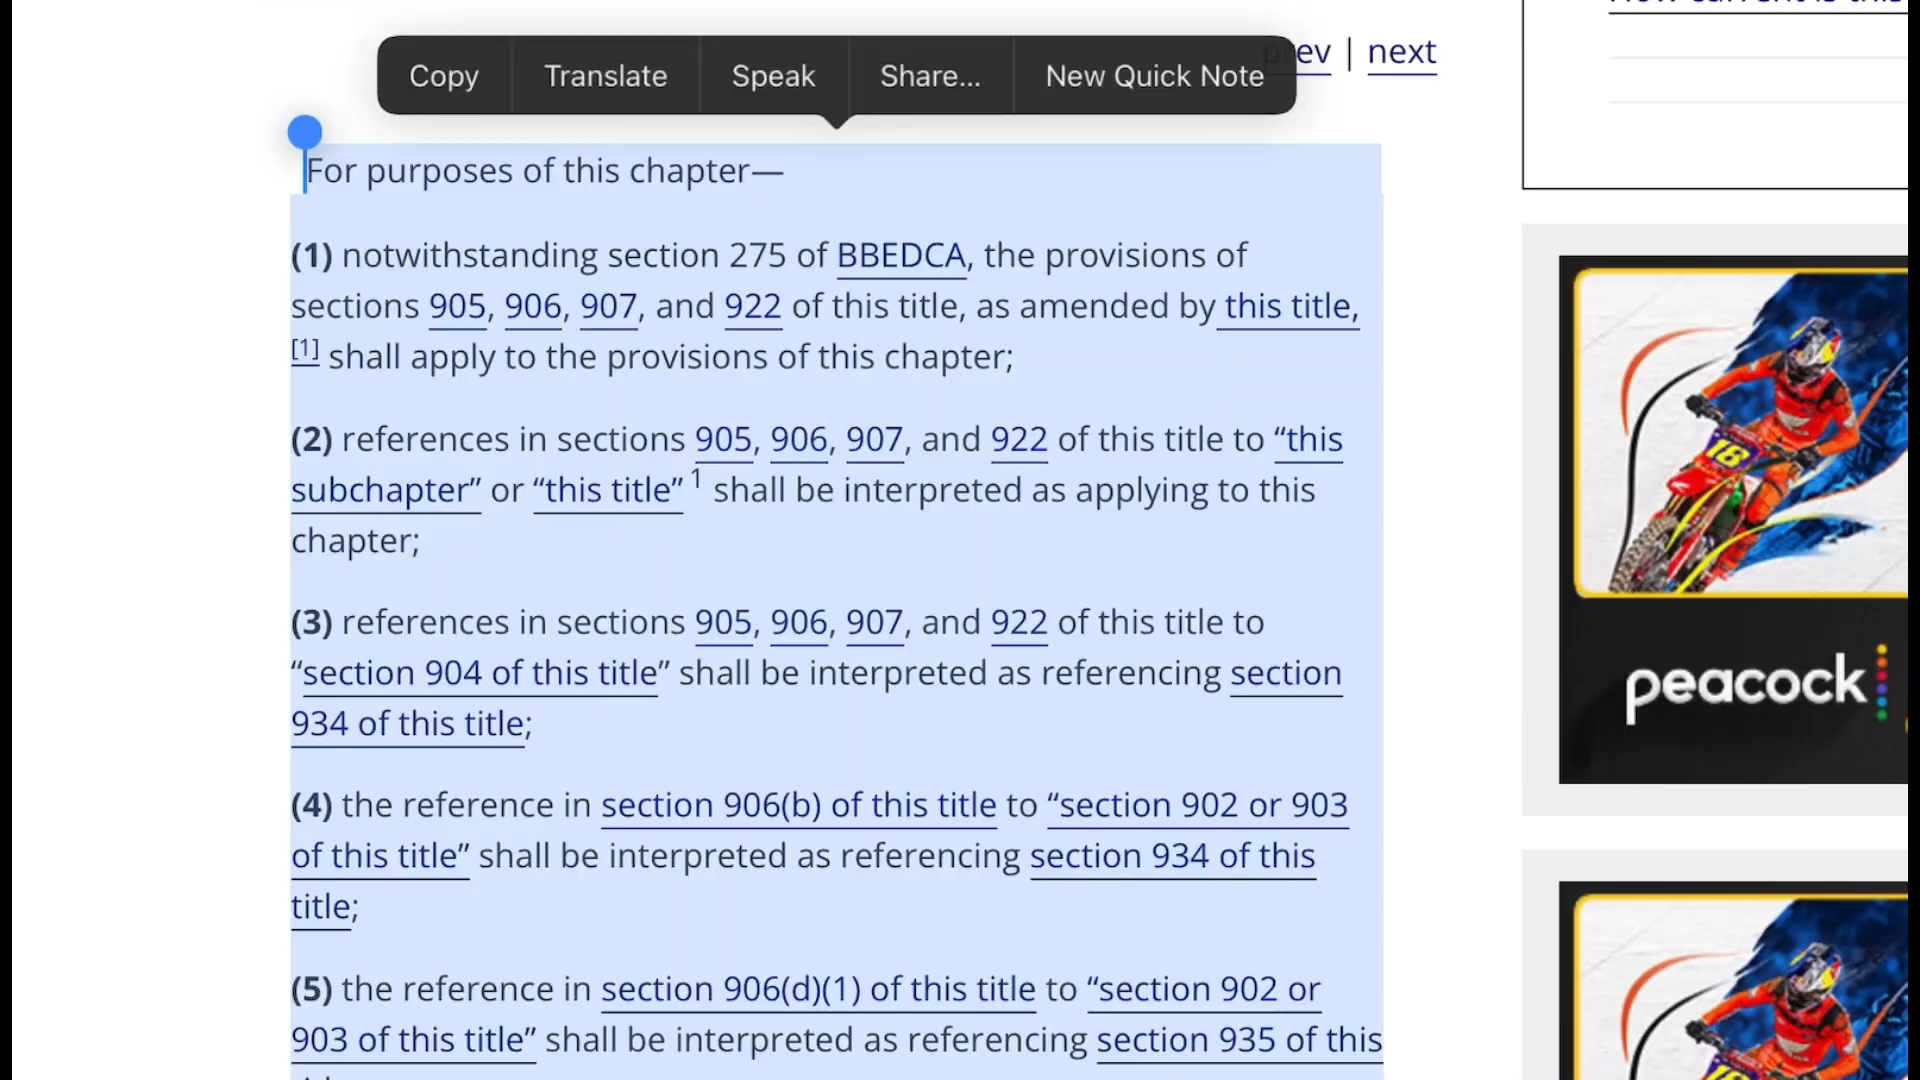 Copy Translate Speak Share... New Quick Note
| next
For purposes of this chapter—
(1) notwithstanding section 275 of BBEDCA, the provisions of
sections 905, 906, 907, and 922 of this title, as amended by this title,
[1] shall apply to the provisions of this chapter;
(2) references in sections 905, 906, 907, and 922 of this title to “this
subchapter” or “this title” 1 shall be interpreted as applying to this
chapter;
(3) references in sections 905, 906, 907, and 922 of this title to
“section 904 of this title” shall be interpreted as referencing section
934 of this title;
(4) the reference in section 906(b) of this title to “section 902 or 903
of this title” shall be interpreted as referencing section 934 of this
title;
(5) the reference in section 906(d)(1) of this title to “section 902 or
903 of this title” shall be interpreted as referencing section 935 of this
18
peacock